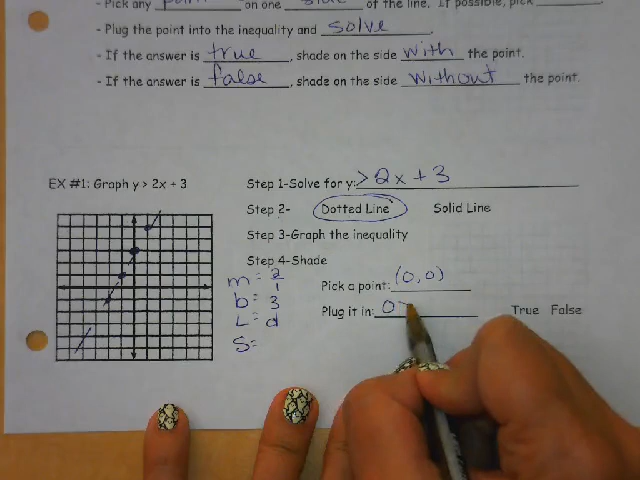 - Pick any point on one side of the line. If possible, pick
- Plug the point into the inequality and solve.
- If the answer is true, shade on the side with the point.
- If the answer is false, shade on the side without the point.
EX #1: Graph y > 2x + 3
Step 1-Solve for y: > 2x + 3
Step 2- Dotted Line Solid Line
Step 3-Graph the inequality
Step 4-Shade
m = 2/1
Pick a point: (0,0)
b = 3
Plug it in: 0 > True False
L = d
S =